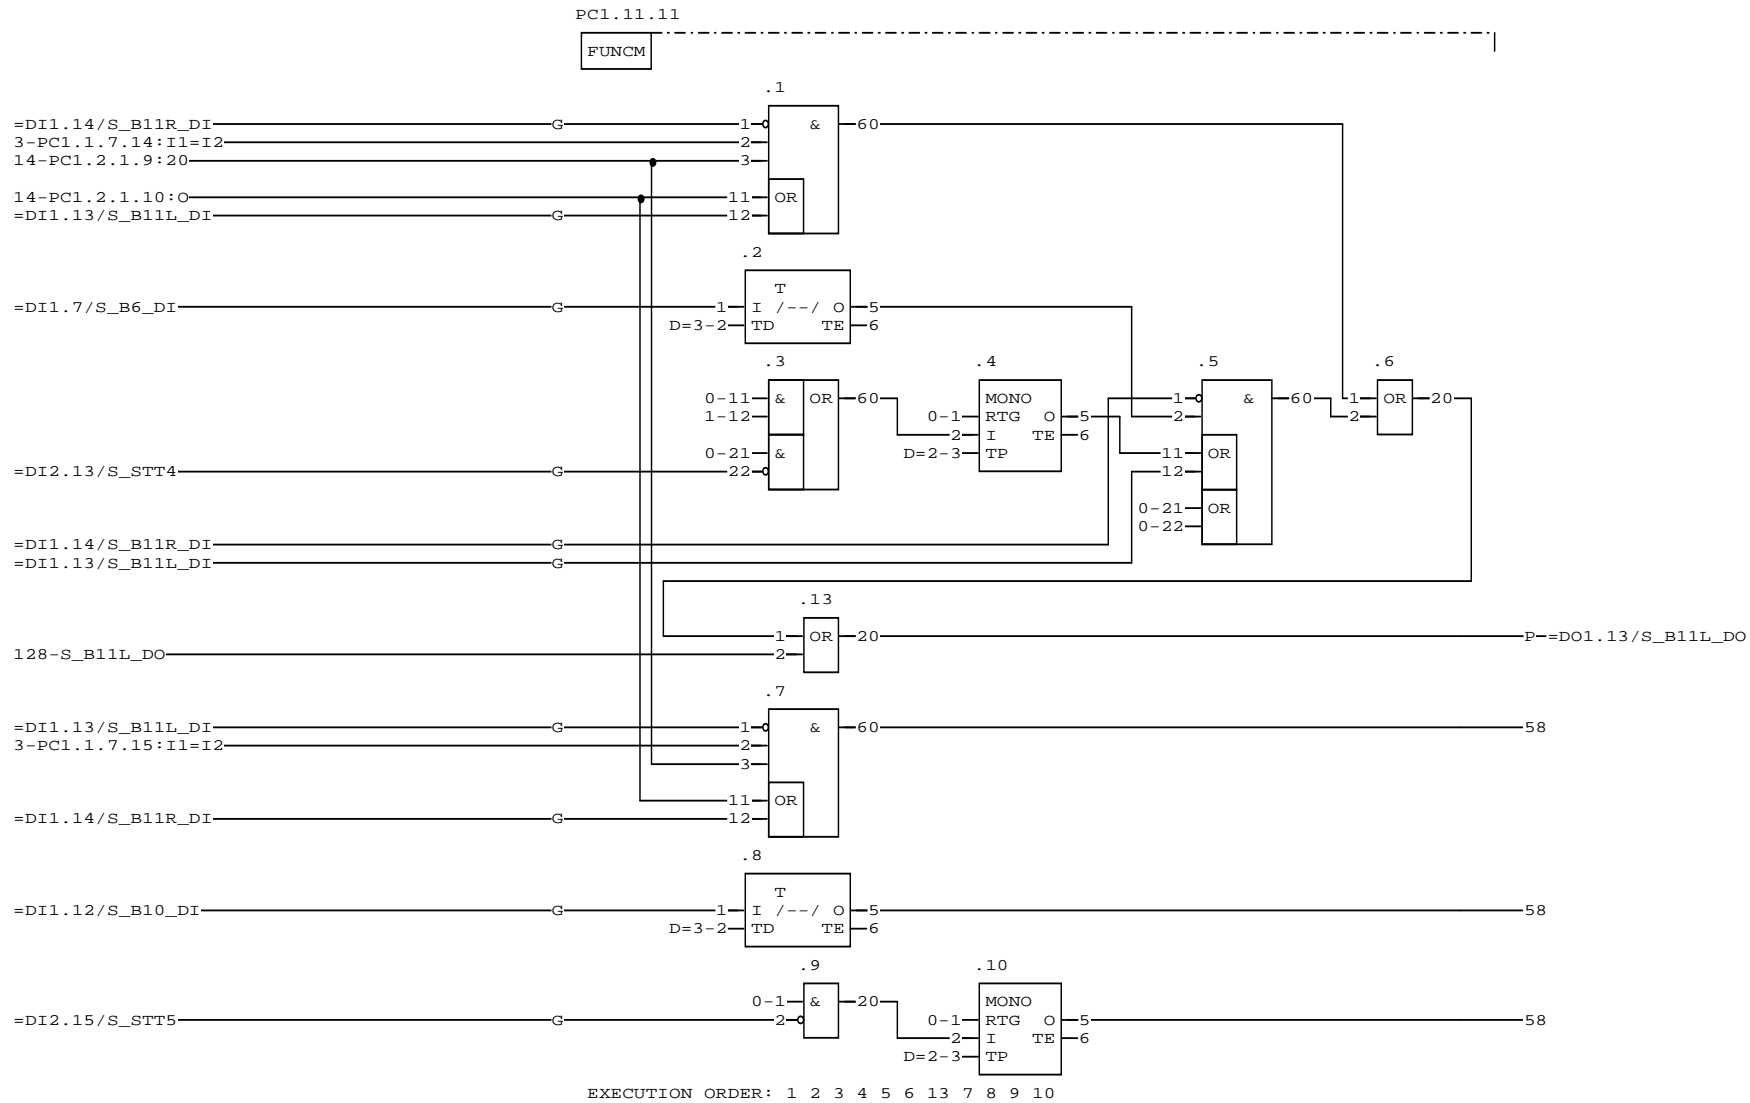 PC1.11.11
FUNCM
.1
=DI1.14/S_B11R_DI G 1 & 60
3-PC1.1.7.14:I1=I2 2
14-PC1.2.1.9:20 3
14-PC1.2.1.10:O 11 OR
=DI1.13/S_B11L_DI G 12
.2
T
=DI1.7/S_B6_DI G 1 I /--/ O 5
D=3-2 TD TE 6
.3 .4 .5 .6
0-11 & OR 60 MONO 1 & 60 1 OR 20
1-12 0-1 RTG O 5 2 2
2 I TE 6
0-21 & D=2-3 TP 11 OR
=DI2.13/S_STT4 G 22 12
0-21 OR
0-22
=DI1.14/S_B11R_DI G
=DI1.13/S_B11L_DI G
.13
1 OR 20 P =DO1.13/S_B11L_DO
128-S_B11L_DO 2
.7
=DI1.13/S_B11L_DI G 1 & 60 58
3-PC1.1.7.15:I1=I2 2
3
11 OR
=DI1.14/S_B11R_DI G 12
.8
T
=DI1.12/S_B10_DI G 1 I /--/ O 5 58
D=3-2 TD TE 6
.9 .10
0-1 & 20 MONO
=DI2.15/S_STT5 G 2 0-1 RTG O 5 58
2 I TE 6
D=2-3 TP
EXECUTION ORDER: 1 2 3 4 5 6 13 7 8 9 10